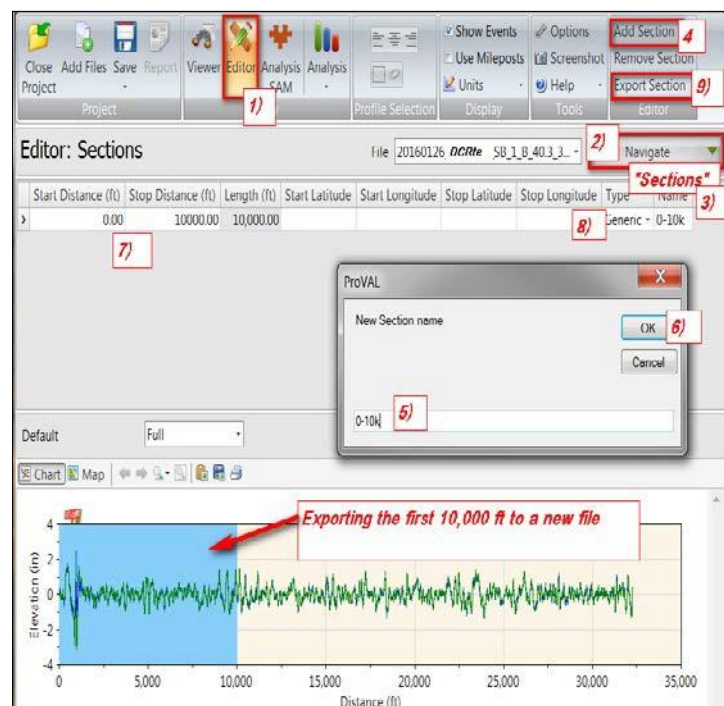 Close Project
Add Files
Save
Report
Viewer
Editor
Analysis SAM
Analysis
Show Events
Use Mileposts
Units
Options
Screenshot
Help
Add Section
Remove Section
Export Section
Project
Profile Selection
Display
Tools
Editor
1)
4
9)
Editor: Sections
File
20160126_DCRte_SB_1_B_40.3_3...
2)
Navigate
"Sections"
3)
Start Distance (ft) Stop Distance (ft) Length (ft) Start Latitude Start Longitude Stop Latitude Stop Longitude Type Name
0.00 10000.00 10,000.00 Generic 0-10k
7)
8)
ProVAL
New Section name
OK
6)
Cancel
0-10k
5)
Default
Full
Chart
Map
Exporting the first 10,000 ft to a new file
Elevation (in)
4
2
0
-2
-4
0 5,000 10,000 15,000 20,000 25,000 30,000 35,000
Distance (ft)